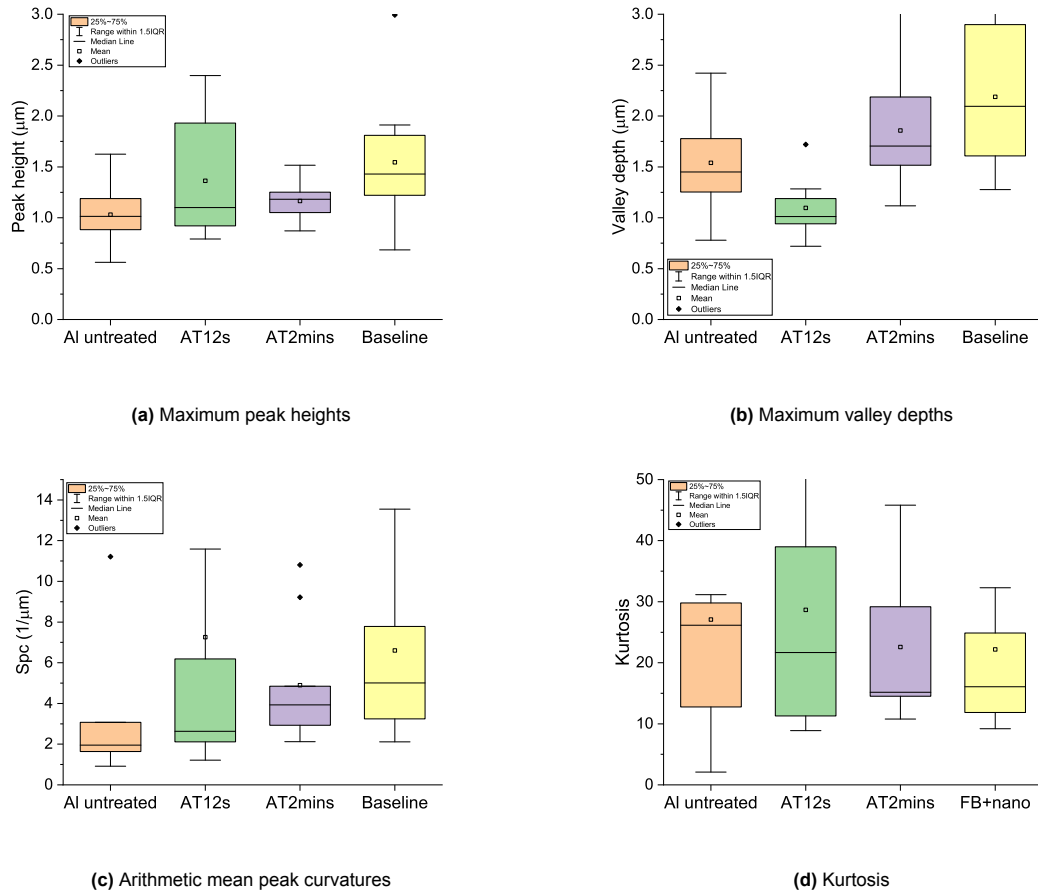 3.0
2.5
2.0
1.5
1.0
0.5
0.0
Peak height (μm)
25%~75%
Range within 1.5IQR
Median Line
Mean
Outliers
Al untreated AT12s AT2mins Baseline
(a) Maximum peak heights
3.0
2.5
2.0
1.5
1.0
0.5
0.0
Valley depth (μm)
25%~75%
Range within 1.5IQR
Median Line
Mean
Outliers
Al untreated AT12s AT2mins Baseline
(b) Maximum valley depths
14
12
10
8
6
4
2
0
Spc (1/μm)
25%~75%
Range within 1.5IQR
Median Line
Mean
Outliers
Al untreated AT12s AT2mins Baseline
(c) Arithmetic mean peak curvatures
50
40
30
20
10
0
Kurtosis
25%~75%
Range within 1.5IQR
Median Line
Mean
Outliers
Al untreated AT12s AT2mins FB+nano
(d) Kurtosis